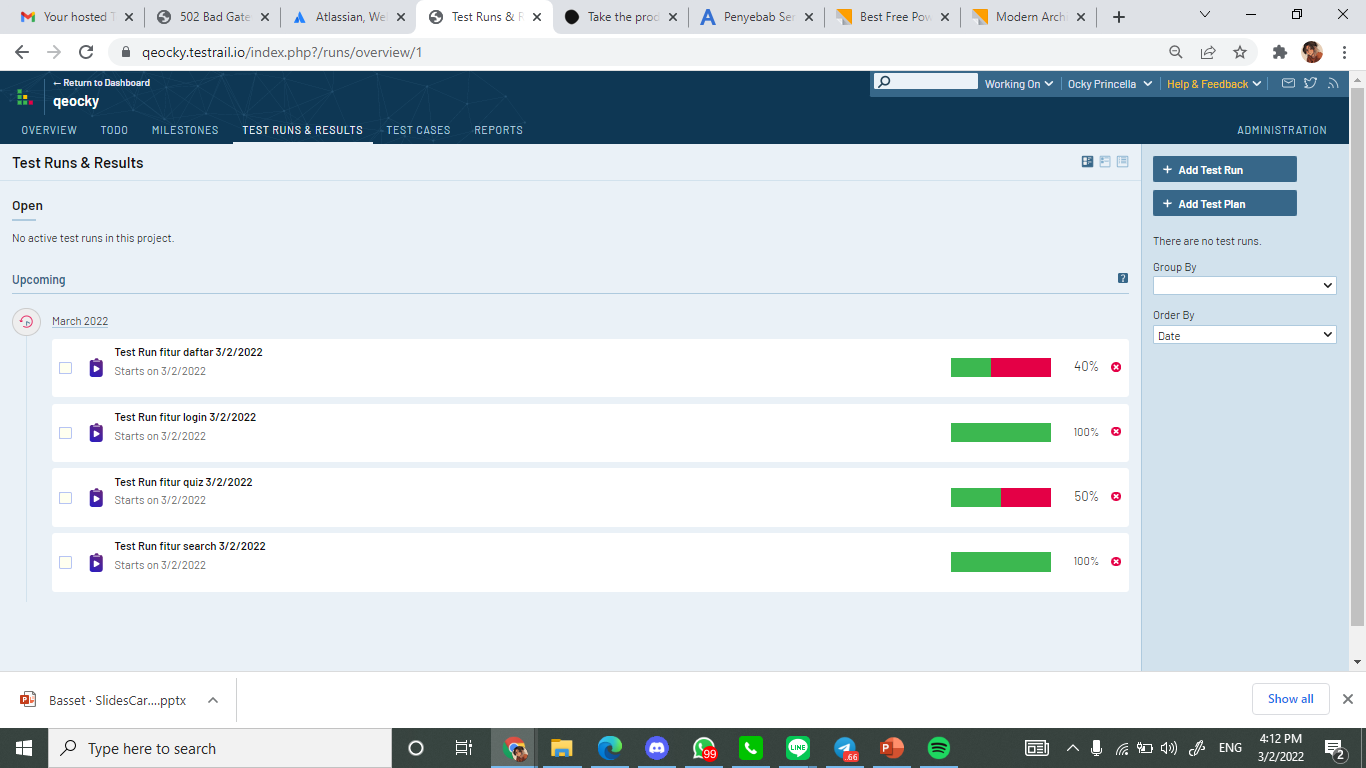 Your hosted T
502 Bad Gate
Atlassian, We
Test Runs & R
Take the prod
Penyebab Ser
Best Free Pow
Modern Archi
qeocky.testrail.io/index.php?/runs/overview/1
← Return to Dashboard
qeocky
Working On
Ocky Princella
Help & Feedback
OVERVIEW
TODO
MILESTONES
TEST RUNS & RESULTS
TEST CASES
REPORTS
ADMINISTRATION
Test Runs & Results
+ Add Test Run
+ Add Test Plan
There are no test runs.
Group By
Order By
Date
Open
No active test runs in this project.
Upcoming
?
March 2022
Test Run fitur daftar 3/2/2022
Starts on 3/2/2022
40%
Test Run fitur login 3/2/2022
Starts on 3/2/2022
100%
Test Run fitur quiz 3/2/2022
Starts on 3/2/2022
50%
Test Run fitur search 3/2/2022
Starts on 3/2/2022
100%
Basset · SlidesCar....pptx
Show all
Type here to search
99
LINE
.66
ENG
4:12 PM
3/2/2022
2